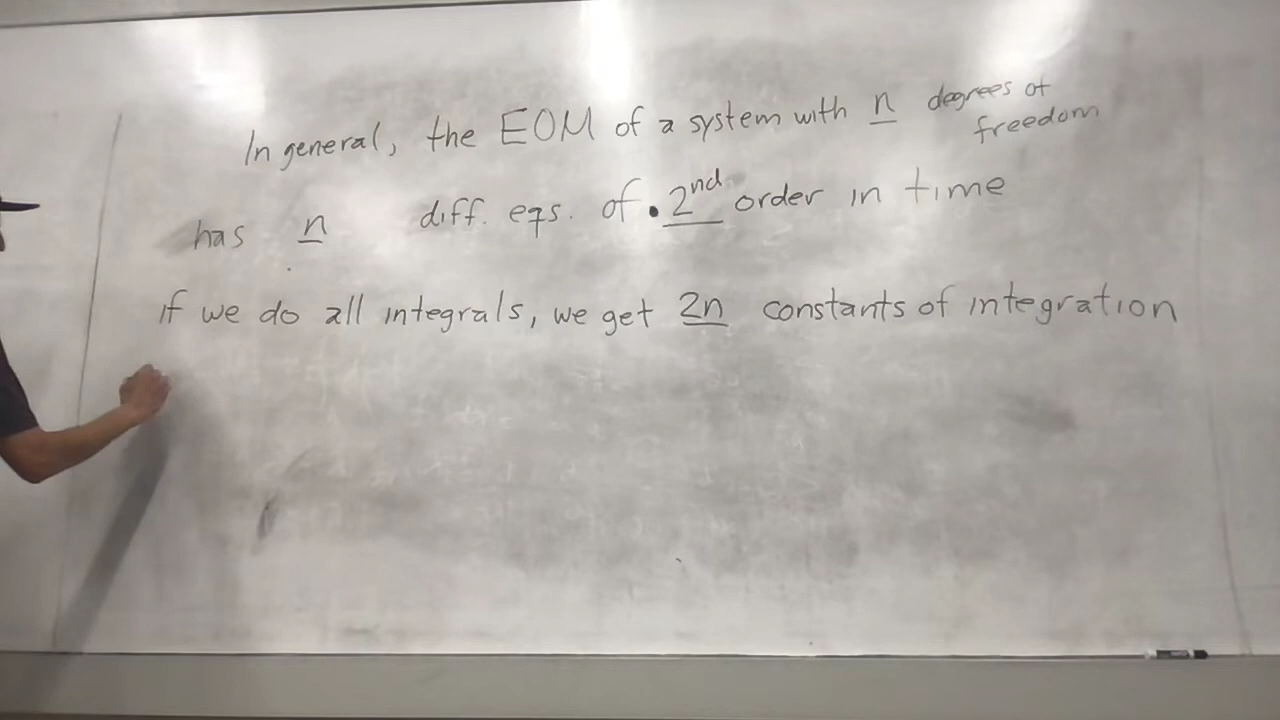 In general, the EOM of a system with n degrees of freedom
has n diff. eqs. of 2nd order in time
if we do all integrals, we get 2n constants of integration